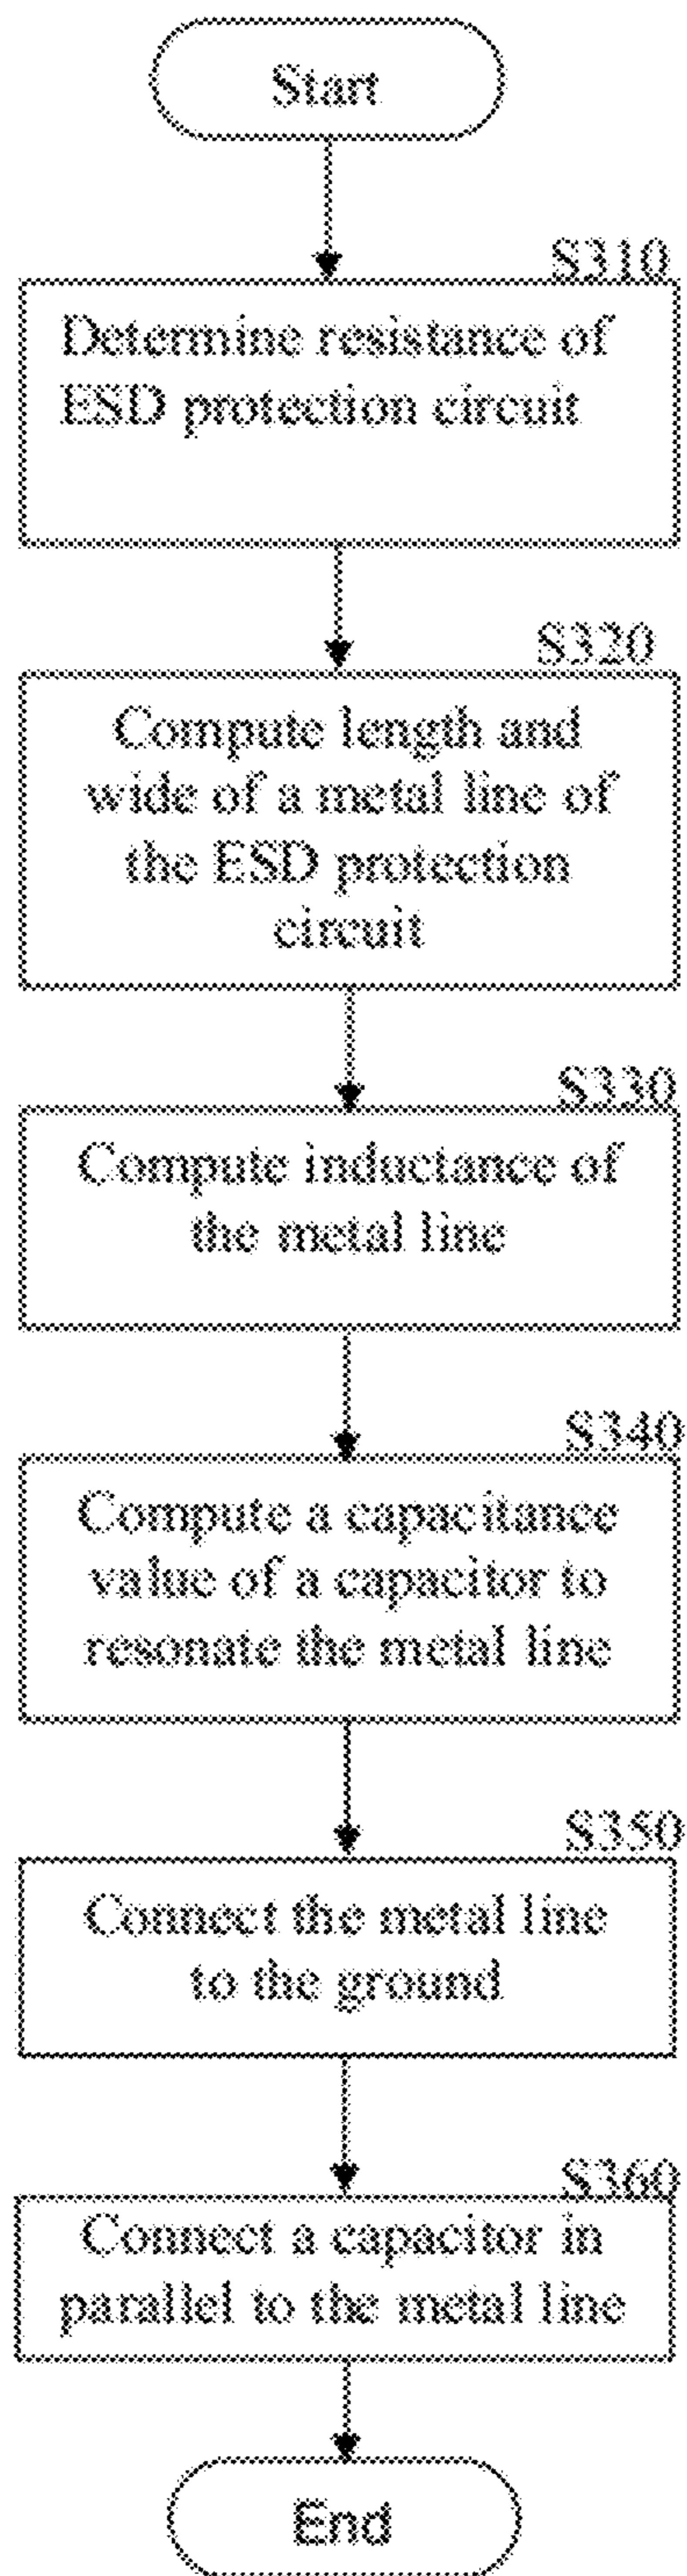 Start
S310
Determine resistance of
ESD protection circuit
S320
Compute length and
wide of a metal line of
the ESD protection
circuit
S330
Compute inductance of
the metal line
S340
Compute a capacitance
value of a capacitor to
resonate the metal line
S350
Connect the metal line
to the ground
S360
Connect a capacitor in
parallel to the metal line
End